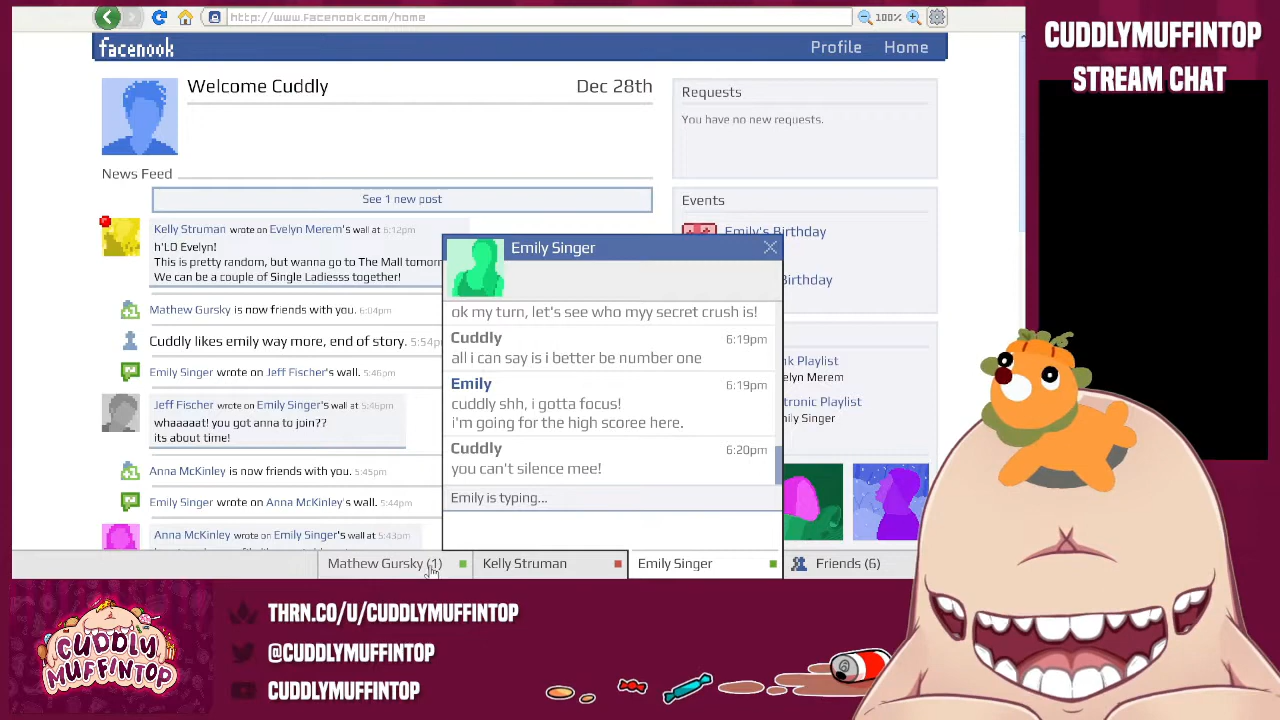 http://www.Facenook.com/home
100%
facenook
Profile
Home
Welcome Cuddly
Dec 28th
News Feed
See 1 new post
Kelly Struman wrote on Evelyn Merem's wall at 6:12pm
h'LO Evelyn!
This is pretty random, but wanna go to The Mall tomorr
We can be a couple of Single Ladiesss together!
Mathew Gursky is now friends with you. 6:04pm
Cuddly likes emily way more, end of story. 5:54p
Emily Singer wrote on Jeff Fischer's wall. 5:46pm
Jeff Fischer wrote on Emily Singer's wall at 5:46pm
whaaaaat! you got anna to join??
its about time!
Anna McKinley is now friends with you. 5:45pm
Emily Singer wrote on Anna McKinley's wall. 5:44pm
Anna McKinley wrote on Emily Singer's wall at 5:43pm
Requests
You have no new requests.
Events
Emily's Birthday
Birthday
nk Playlist
elyn Merem
tronic Playlist
mily Singer
Emily Singer
ok my turn, let's see who myy secret crush is!
Cuddly 6:19pm
all i can say is i better be number one
Emily 6:19pm
cuddly shh, i gotta focus!
i'm going for the high scoree here.
Cuddly 6:20pm
you can't silence mee!
Emily is typing...
Mathew Gursky (1)
Kelly Struman
Emily Singer
Friends (6)
CUDDLYMUFFINTOP
STREAM CHAT
CUDDLY
MUFFIN
TOP
THRN.CO/U/CUDDLYMUFFINTOP
@CUDDLYMUFFINTOP
CUDDLYMUFFINTOP